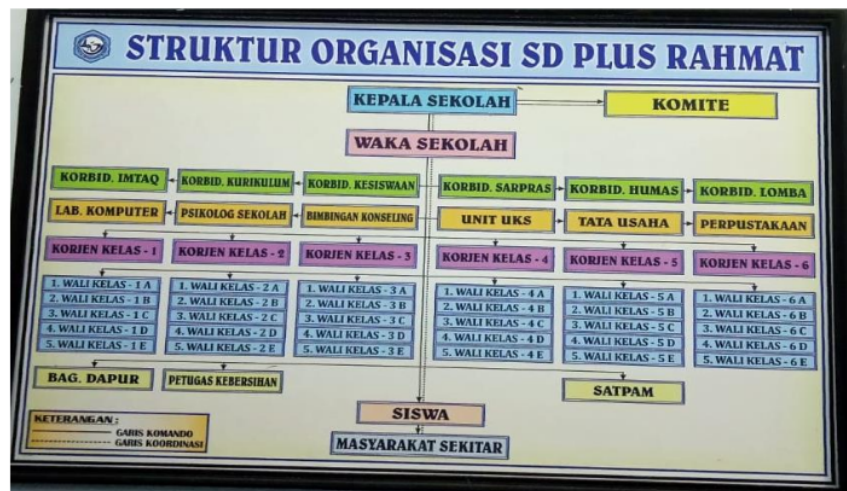 STRUKTUR ORGANISASI SD PLUS RAHMAT
KEPALA SEKOLAH
KOMITE
WAKA SEKOLAH
KORBID. IMTAQ
KORBID. KURIKULUM
KORBID. KESISWAAN
KORBID. SARPRAS
KORBID. HUMAS
KORBID. LOMBA
LAB. KOMPUTER
PSIKOLOG SEKOLAH
BIMBINGAN KONSELING
UNIT UKS
TATA USAHA
PERPUSTAKAAN
KORJEN KELAS - 1
KORJEN KELAS - 2
KORJEN KELAS - 3
KORJEN KELAS - 4
KORJEN KELAS - 5
KORJEN KELAS - 6
1. WALI KELAS - 1 A
2. WALI KELAS - 1 B
3. WALI KELAS - 1 C
4. WALI KELAS - 1 D
5. WALI KELAS - 1 E
1. WALI KELAS - 2 A
2. WALI KELAS - 2 B
3. WALI KELAS - 2 C
4. WALI KELAS - 2 D
5. WALI KELAS - 2 E
1. WALI KELAS - 3 A
2. WALI KELAS - 3 B
3. WALI KELAS - 3 C
4. WALI KELAS - 3 D
5. WALI KELAS - 3 E
1. WALI KELAS - 4 A
2. WALI KELAS - 4 B
3. WALI KELAS - 4 C
4. WALI KELAS - 4 D
5. WALI KELAS - 4 E
1. WALI KELAS - 5 A
2. WALI KELAS - 5 B
3. WALI KELAS - 5 C
4. WALI KELAS - 5 D
5. WALI KELAS - 5 E
1. WALI KELAS - 6 A
2. WALI KELAS - 6 B
3. WALI KELAS - 6 C
4. WALI KELAS - 6 D
5. WALI KELAS - 6 E
BAG. DAPUR
PETUGAS KEBERSIHAN
SATPAM
SISWA
MASYARAKAT SEKITAR
KETERANGAN :
GARIS KOMANDO
GARIS KOORDINASI